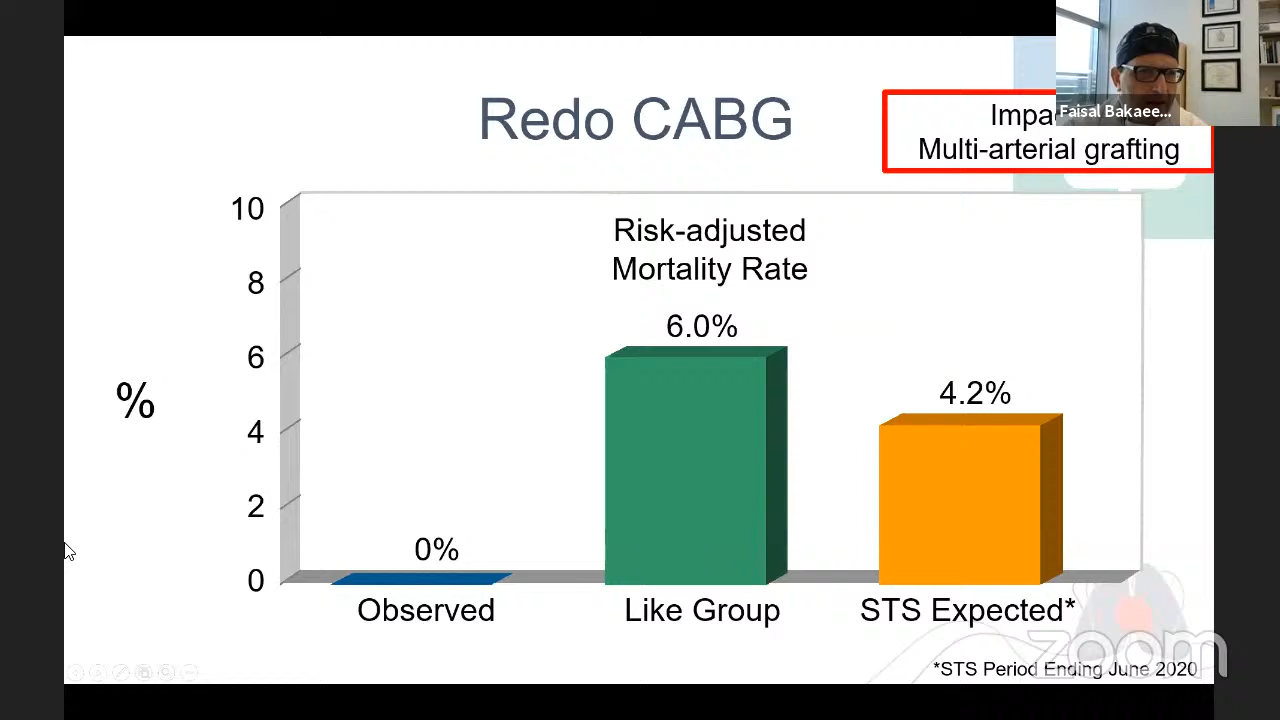 Redo CABG
Multi-arterial grafting
Faisal Bakaee...
Risk-adjusted
Mortality Rate
%
10
8
6
4
2
0
0%
6.0%
4.2%
Observed
Like Group
STS Expected*
zoom
*STS Period Ending June 2020